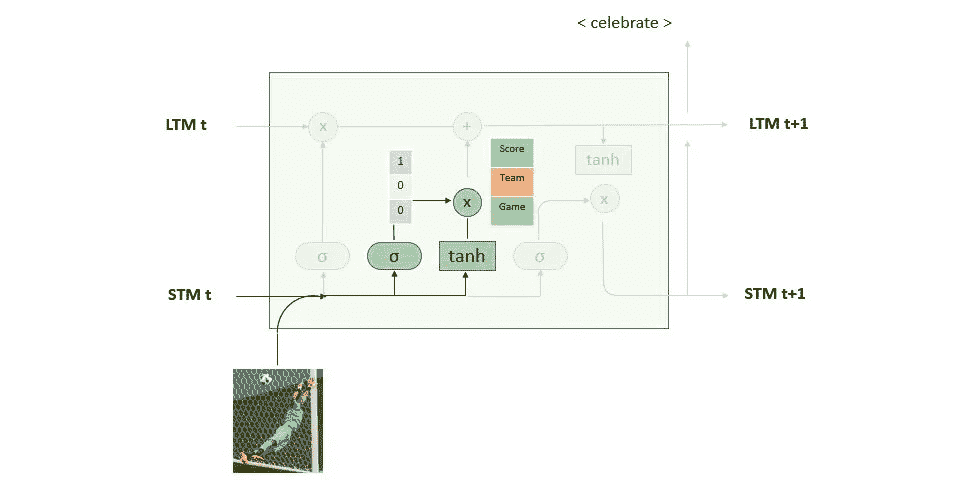 < celebrate >
LTM t
x
+
LTM t+1
Score
Team
Game
tanh
1
0
0
x
x
σ
σ
tanh
σ
STM t
STM t+1